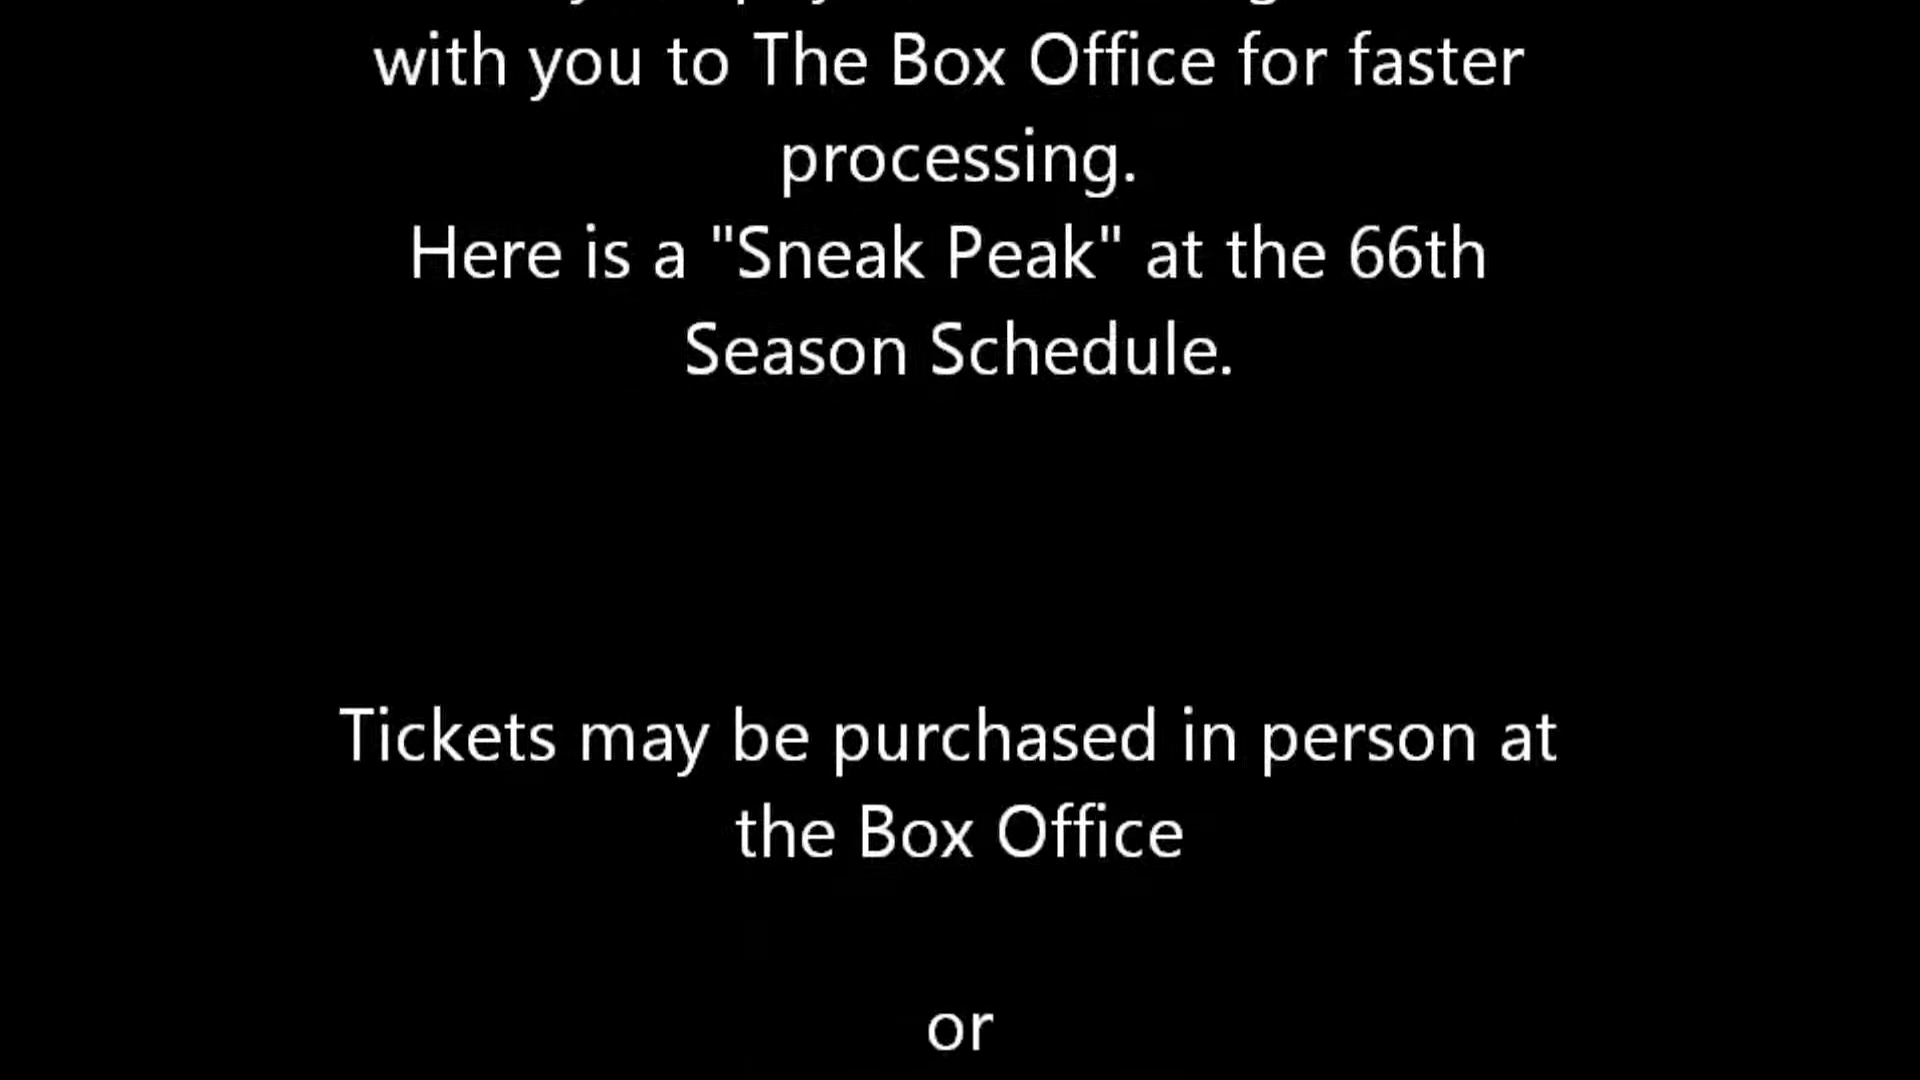 with you to The Box Office for faster
processing.
Here is a "Sneak Peak" at the 66th
Season Schedule.
Tickets may be purchased in person at
the Box Office
or